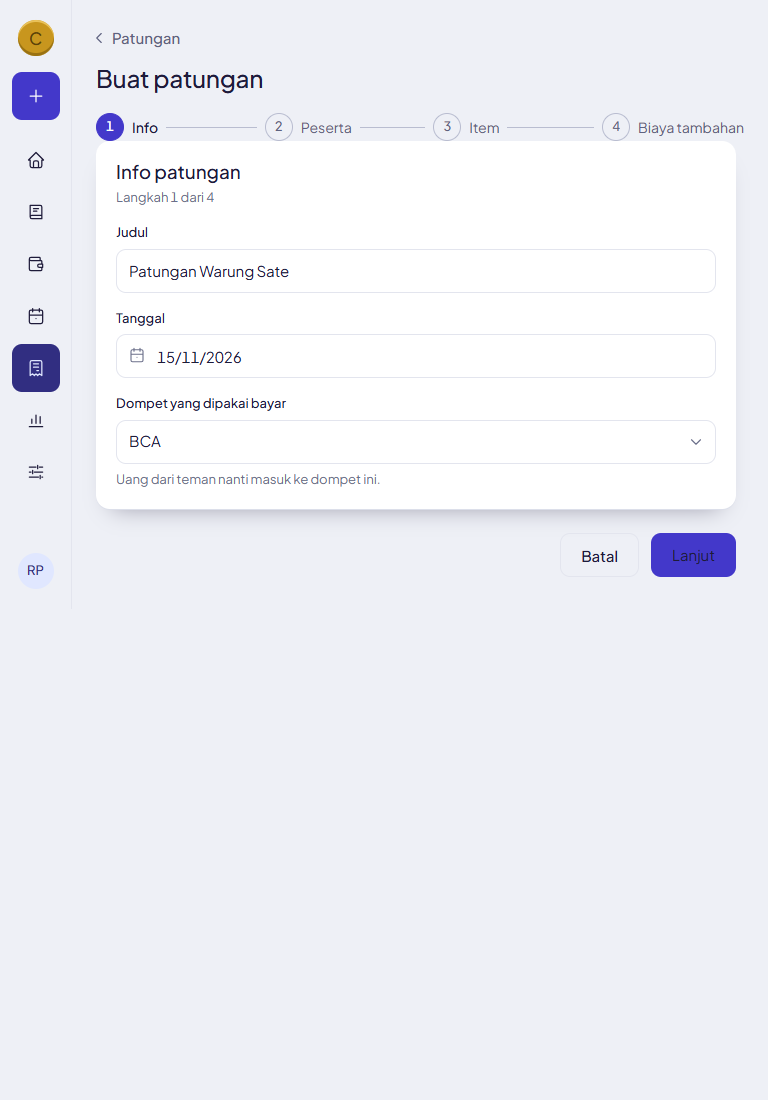 C
Patungan
Buat patungan
1 Info 2 Peserta 3 Item 4 Biaya tambahan
Info patungan
Langkah 1 dari 4
Judul
Patungan Warung Sate
Tanggal
15/11/2026
Dompet yang dipakai bayar
BCA
Uang dari teman nanti masuk ke dompet ini.
Batal Lanjut
RP